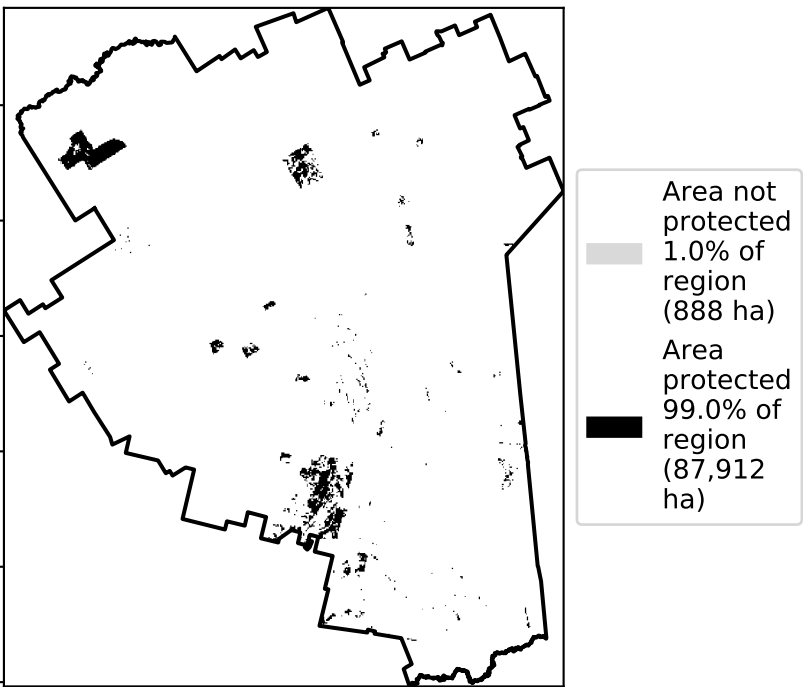 Area not
protected
1.0% of
region
(888 ha)
Area
protected
99.0% of
region
(87,912
ha)